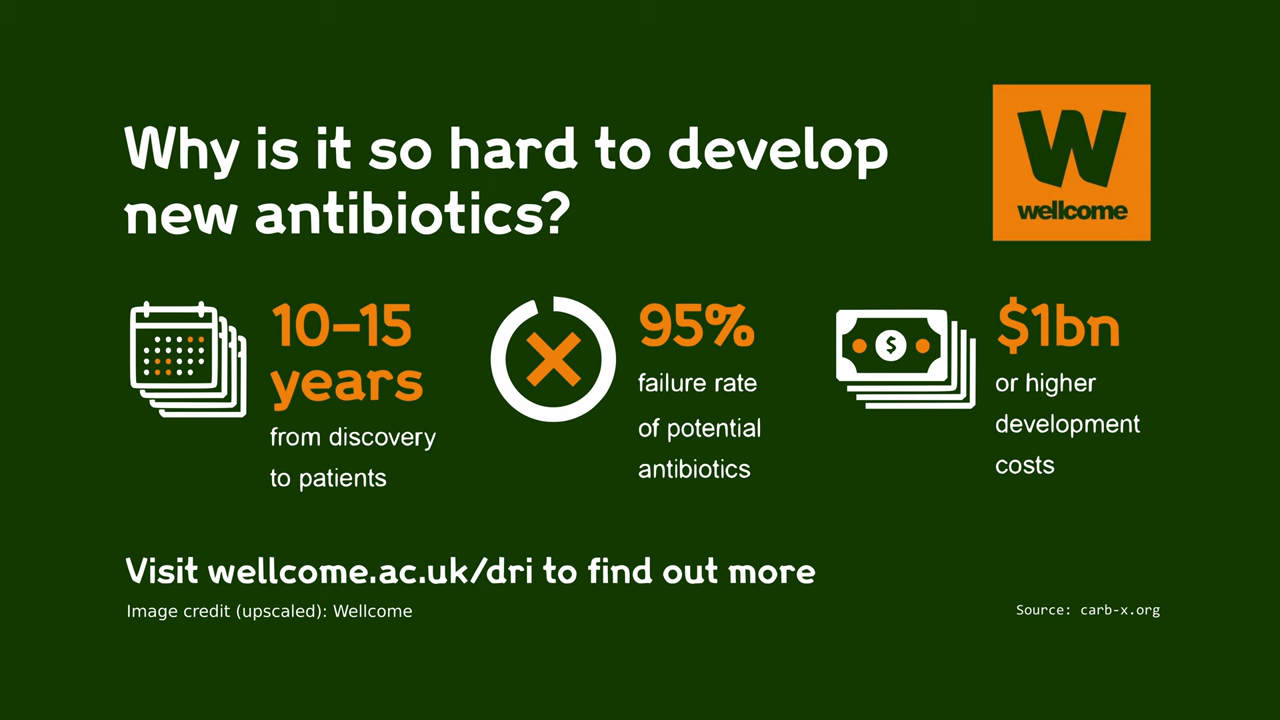 Why is it so hard to develop
new antibiotics?
W
wellcome
10–15
years
from discovery
to patients
95%
failure rate
of potential
antibiotics
$
$1bn
or higher
development
costs
Visit wellcome.ac.uk/dri to find out more
Image credit (upscaled): Wellcome
Source: carb-x.org